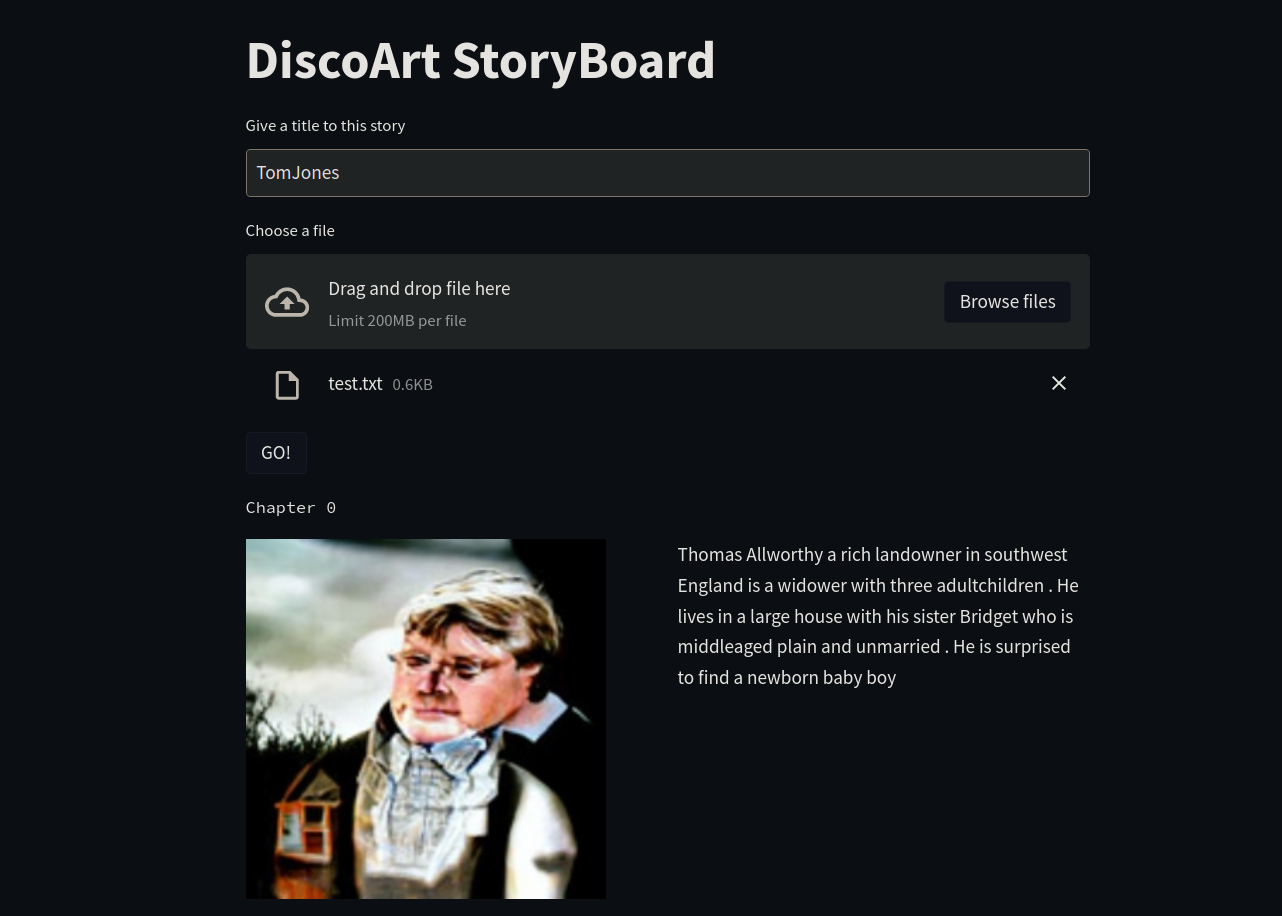 DiscoArt StoryBoard
Give a title to this story
TomJones
Choose a file
Drag and drop file here
Limit 200MB per file
Browse files
test.txt 0.6KB
GO!
Chapter 0
Thomas Allworthy a rich landowner in southwest
England is a widower with three adultchildren . He
lives in a large house with his sister Bridget who is
middleaged plain and unmarried . He is surprised
to find a newborn baby boy